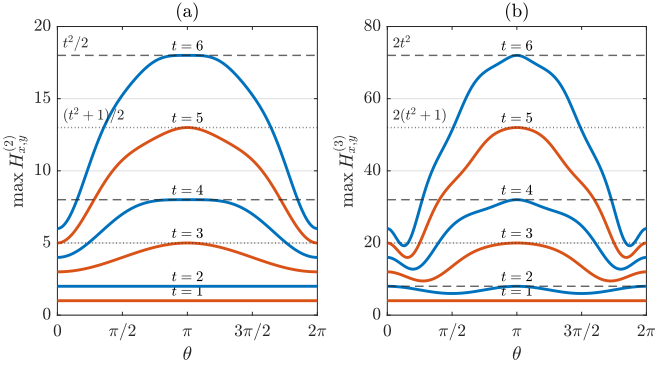 (a)
max H_{x,y}^{(2)}
20
15
10
5
0
t²/2
(t² + 1)/2
t = 6
t = 5
t = 4
t = 3
t = 2
t = 1
0 π/2 π 3π/2 2π
θ
(b)
max H_{x,y}^{(3)}
80
60
40
20
0
2t²
2(t² + 1)
t = 6
t = 5
t = 4
t = 3
t = 2
t = 1
0 π/2 π 3π/2 2π
θ